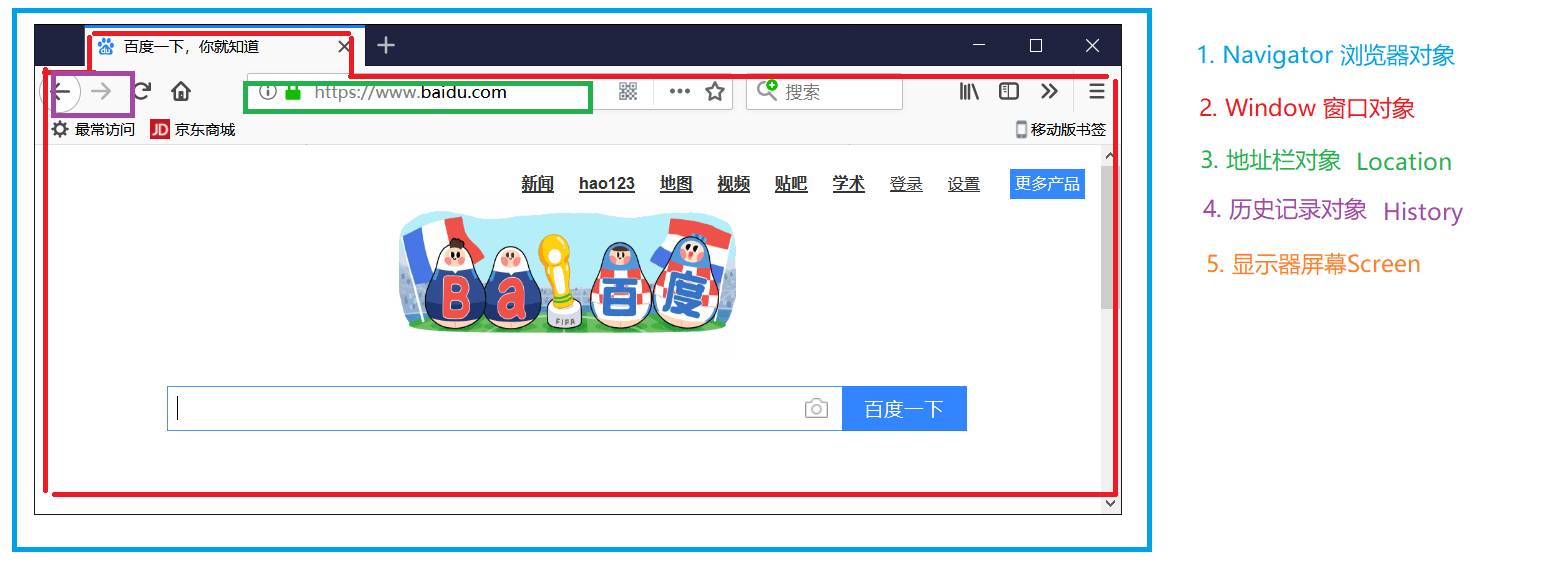 百度一下，你就知道
https://www.baidu.com
搜索
最常访问
JD 京东商城
移动版书签
新闻 hao123 地图 视频 贴吧 学术 登录 设置 更多产品
Ba百度
FIFA
百度一下
1. Navigator 浏览器对象
2. Window 窗口对象
3. 地址栏对象 Location
4. 历史记录对象 History
5. 显示器屏幕Screen